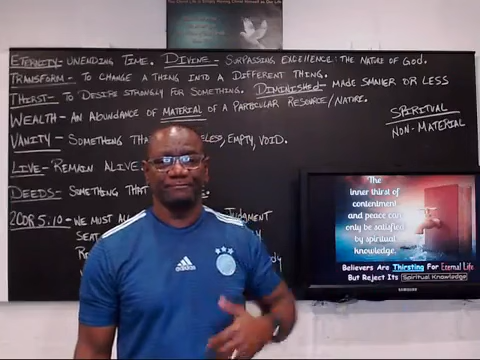 ETERNITY- UNENDING TIME. DIVINE- SURPASSING EXCELLENCE: THE NATURE OF GOD.
TRANSFORM- TO CHANGE A THING INTO A DIFFERENT THING.
THIRST- TO DESIRE STRONGLY FOR SOMETHING. DIMINISHED- MADE SMALLER OR LESS
WEALTH- AN ABUNDANCE OF MATERIAL OF A PARTICULAR RESOURCE/NATURE.
SPIRITUAL
NON-MATERIAL
VANITY- SOMETHING EMPTY, VOID.
LIVE- REMAIN ALIVE.
DEEDS- SOMETHING
2COR 5:10- WE MUST JUDGMENT
SEAT
The
inner thirst of
contentment
and peace can
only be satisfied
by spiritual
knowledge.
Believers Are Thirsting For Eternal Life
But Reject Its Spiritual Knowledge
SAMSUNG
adidas